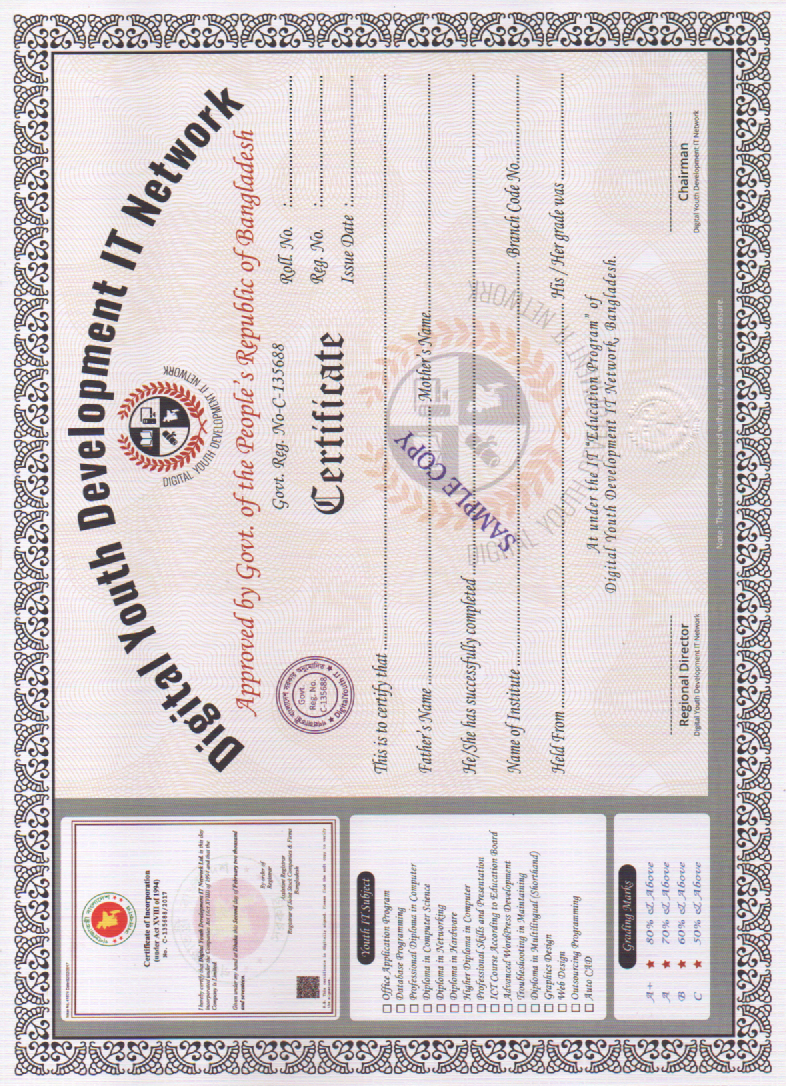 Digital Youth Development IT Network
DIGITAL YOUTH DEVELOPMENT IT NETWORK
Approved by Govt. of the People's Republic of Bangladesh
Govt. Reg. No-C-135688
Certificate
Roll. No. :
Reg. No. :
Issue Date :
Govt.
Reg. No.
C-135688
DigitalYouth IT
This is to certify that
Father's Name Mother's Name
He/She has successfully completed
Name of Institute Branch Code No
Held From His / Her grade was
SAMPLE COPY
DIGITAL YOUTH DEVELOPMENT IT NETWORK
At under the IT "Education Program" of
Digital Youth Development IT Network, Bangladesh.
Regional Director
Digital Youth Development IT Network
Chairman
Digital Youth Development IT Network
Note : This certificate is issued without any alternation or erasure.
Certificate of Incorporation
(under Act XVIII of 1994)
No. C-135688/2017
I hereby certify that Digital Youth Development IT Network Ltd. is this day
incorporated under the Companies Act (Act XVIII) of 1994 and that the
Company is Limited.
Given under my hand at Dhaka this Second day of February two thousand
and seventeen
By order of
Registrar
Assistant Registrar
Registrar of Joint Stock Companies & Firms
Bangladesh
Youth IT Subject
Office Application Program
Database Programming
Professional Diploma in Computer
Diploma in Computer Science
Diploma in Networking
Diploma in Hardware
Higher Diploma in Computer
Professional Skills and Presentation
ICT Course According to Education Board
Advanced WordPress Development
Troubleshooting in Maintaining
Diploma in Multilingual (Shorthand)
Graphics Design
Web Design
Outsourcing Programming
Auto CAD
Grading Marks
A+ 80% & Above
A 70% & Above
B 60% & Above
C 50% & Above